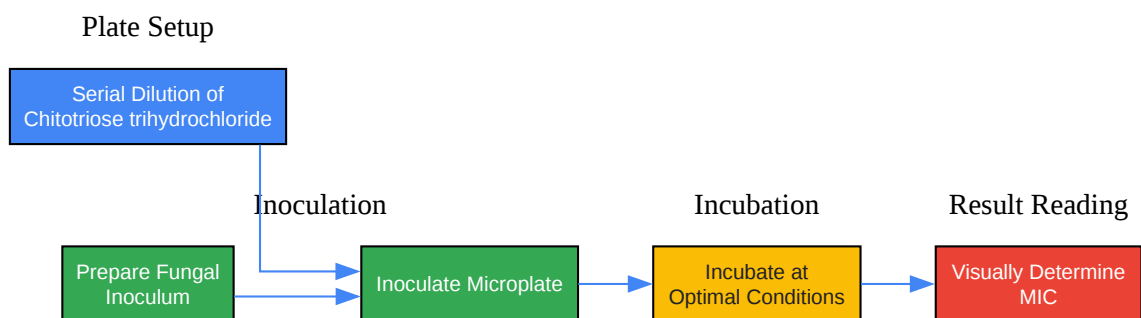 Plate Setup
Serial Dilution of
Chitotriose trihydrochloride
Inoculation
Incubation
Result Reading
Prepare Fungal
Inoculum
Inoculate Microplate
Incubate at
Optimal Conditions
Visually Determine
MIC